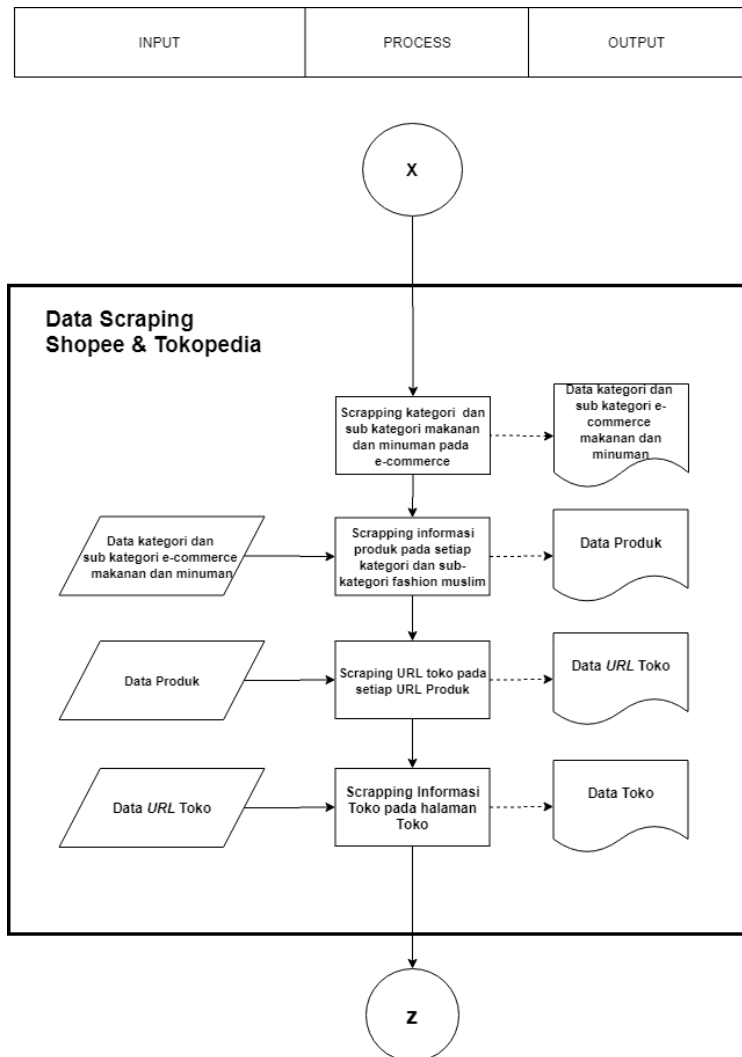 INPUT
PROCESS
OUTPUT
X
Data Scraping
Shopee & Tokopedia
Scrapping kategori dan
sub kategori makanan
dan minuman pada
e-commerce
Data kategori dan
sub kategori e-
commerce
makanan dan
minuman
Data kategori dan
sub kategori e-commerce
makanan dan minuman
Scrapping informasi
produk pada setiap
kategori dan sub-
kategori fashion muslim
Data Produk
Data Produk
Scraping URL toko pada
setiap URL Produk
Data URL Toko
Data URL Toko
Scrapping Informasi
Toko pada halaman
Toko
Data Toko
Z